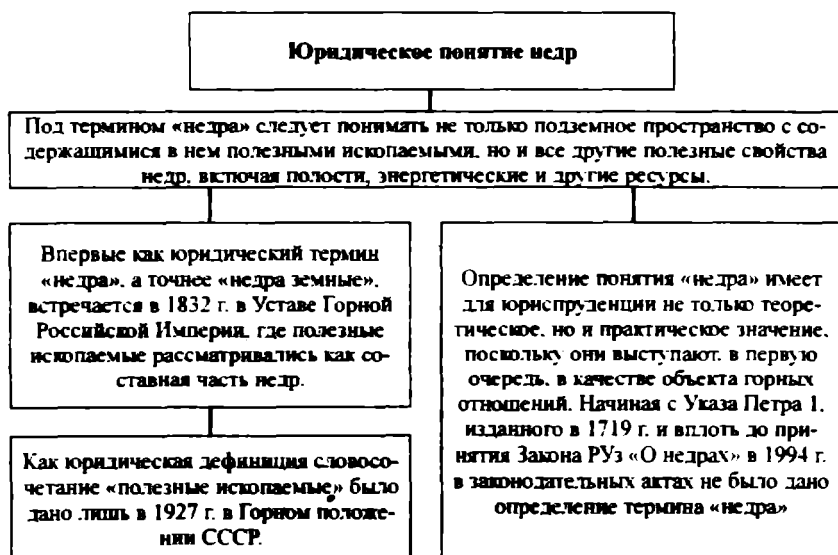 Юридическое понятие недр
Под термином «недра» следует понимать не только подземное пространство с со-
держащимися в нем полезными ископаемыми, но и все другие полезные свойства
недр, включая полости, энергетические и другие ресурсы.
Впервые как юридический термин
«недра», а точнее «недра земные»,
встречается в 1832 г. в Уставе Горной
Российской Империи, где полезные
ископаемые рассматривались как со-
ставная часть недр.
Как юридическая дефиниция словосо-
четание «полезные ископаемые» было
дано лишь в 1927 г. в Горном положе-
нии СССР.
Определение понятия «недра» имеет
для юриспруденции не только теоре-
тическое, но и практическое значение,
поскольку они выступают, в первую
очередь, в качестве объекта горных
отношений. Начиная с Указа Петра 1,
изданного в 1719 г. и вплоть до при-
нятия Закона РУз «О недрах» в 1994 г.
в законодательных актах не было дано
определение термина «недра»